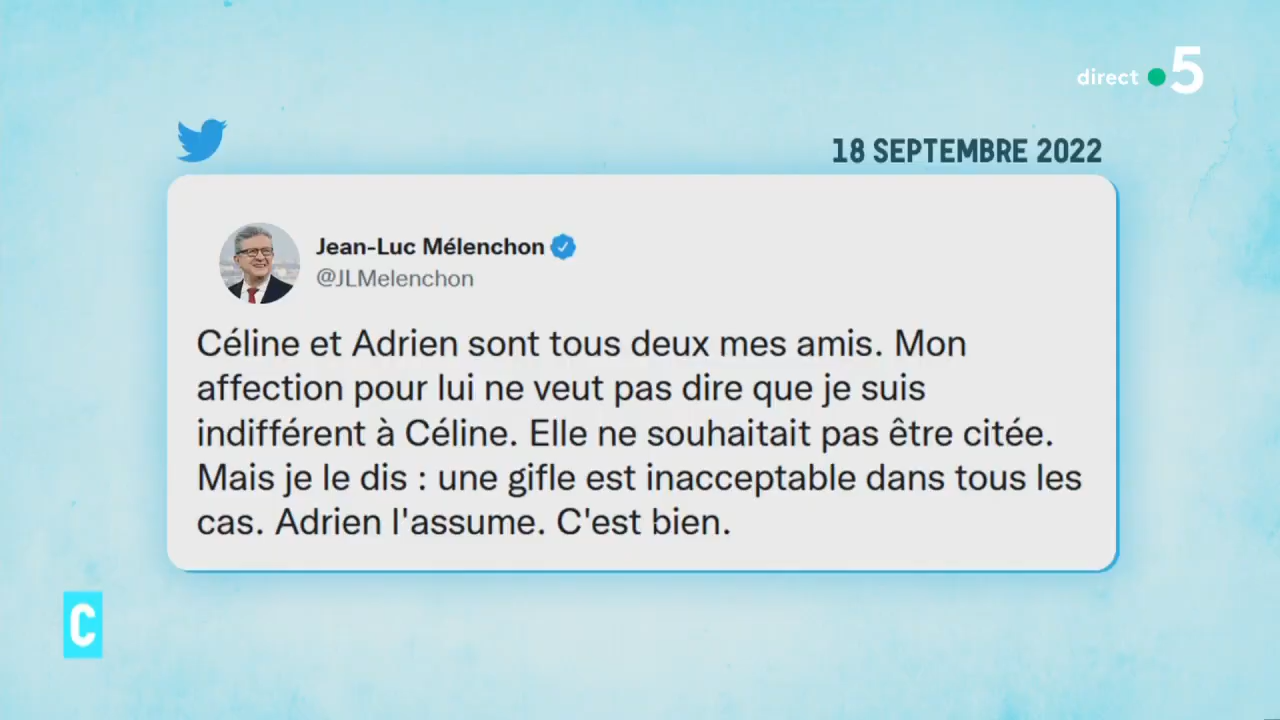 direct 5
18 SEPTEMBRE 2022
Jean-Luc Mélenchon
@JLMelenchon
Céline et Adrien sont tous deux mes amis. Mon
affection pour lui ne veut pas dire que je suis
indifférent à Céline. Elle ne souhaitait pas être citée.
Mais je le dis : une gifle est inacceptable dans tous les
cas. Adrien l'assume. C'est bien.
C